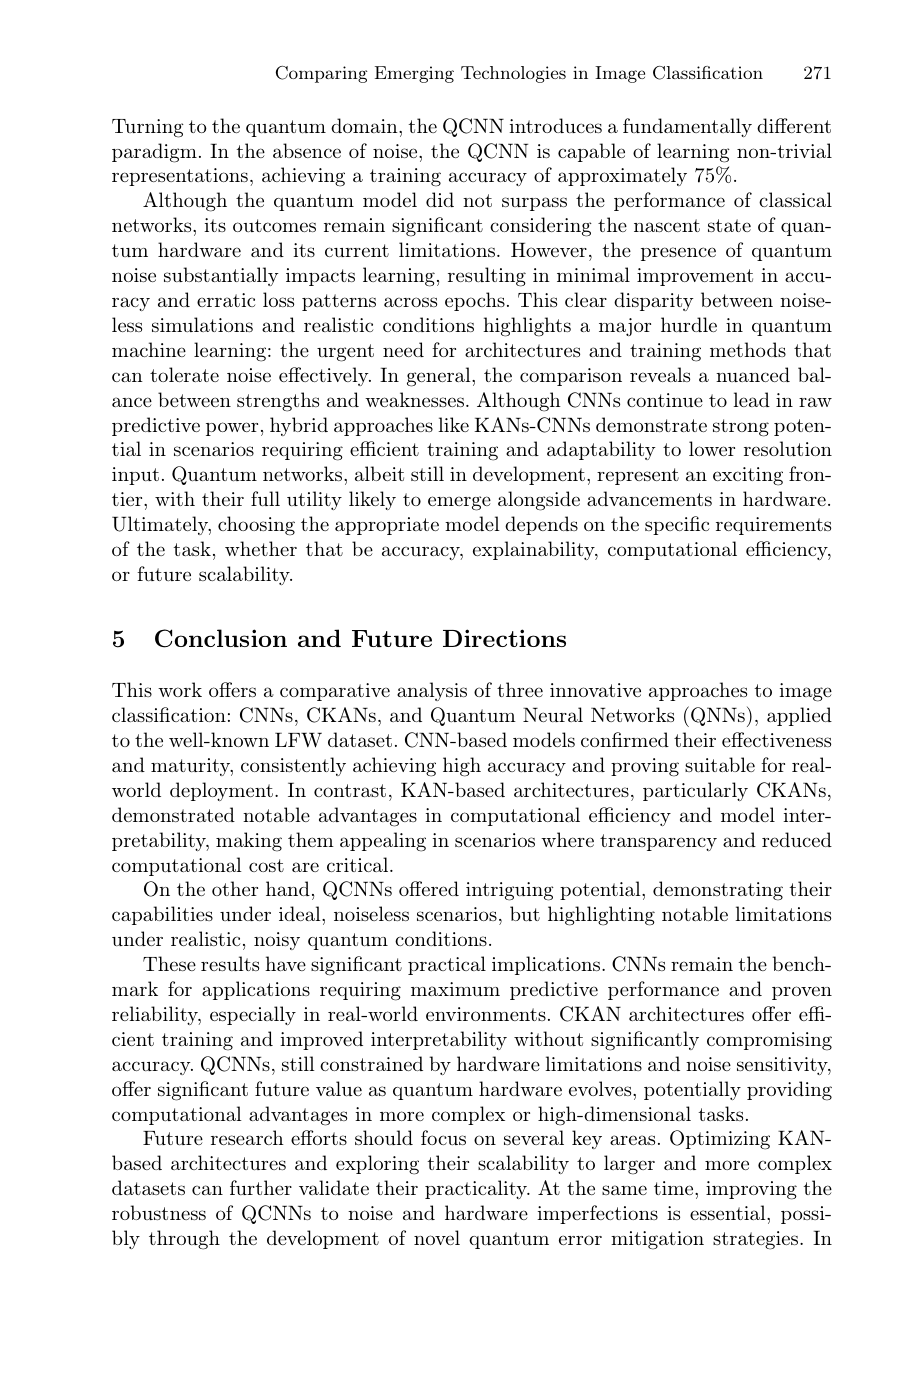 Comparing Emerging Technologies in Image Classification 271
Turning to the quantum domain, the QCNN introduces a fundamentally different
paradigm. In the absence of noise, the QCNN is capable of learning non-trivial
representations, achieving a training accuracy of approximately 75%.
Although the quantum model did not surpass the performance of classical
networks, its outcomes remain significant considering the nascent state of quan-
tum hardware and its current limitations. However, the presence of quantum
noise substantially impacts learning, resulting in minimal improvement in accu-
racy and erratic loss patterns across epochs. This clear disparity between noise-
less simulations and realistic conditions highlights a major hurdle in quantum
machine learning: the urgent need for architectures and training methods that
can tolerate noise effectively. In general, the comparison reveals a nuanced bal-
ance between strengths and weaknesses. Although CNNs continue to lead in raw
predictive power, hybrid approaches like KANs-CNNs demonstrate strong poten-
tial in scenarios requiring efficient training and adaptability to lower resolution
input. Quantum networks, albeit still in development, represent an exciting fron-
tier, with their full utility likely to emerge alongside advancements in hardware.
Ultimately, choosing the appropriate model depends on the specific requirements
of the task, whether that be accuracy, explainability, computational efficiency,
or future scalability.
5 Conclusion and Future Directions
This work offers a comparative analysis of three innovative approaches to image
classification: CNNs, CKANs, and Quantum Neural Networks (QNNs), applied
to the well-known LFW dataset. CNN-based models confirmed their effectiveness
and maturity, consistently achieving high accuracy and proving suitable for real-
world deployment. In contrast, KAN-based architectures, particularly CKANs,
demonstrated notable advantages in computational efficiency and model inter-
pretability, making them appealing in scenarios where transparency and reduced
computational cost are critical.
On the other hand, QCNNs offered intriguing potential, demonstrating their
capabilities under ideal, noiseless scenarios, but highlighting notable limitations
under realistic, noisy quantum conditions.
These results have significant practical implications. CNNs remain the bench-
mark for applications requiring maximum predictive performance and proven
reliability, especially in real-world environments. CKAN architectures offer effi-
cient training and improved interpretability without significantly compromising
accuracy. QCNNs, still constrained by hardware limitations and noise sensitivity,
offer significant future value as quantum hardware evolves, potentially providing
computational advantages in more complex or high-dimensional tasks.
Future research efforts should focus on several key areas. Optimizing KAN-
based architectures and exploring their scalability to larger and more complex
datasets can further validate their practicality. At the same time, improving the
robustness of QCNNs to noise and hardware imperfections is essential, possi-
bly through the development of novel quantum error mitigation strategies. In